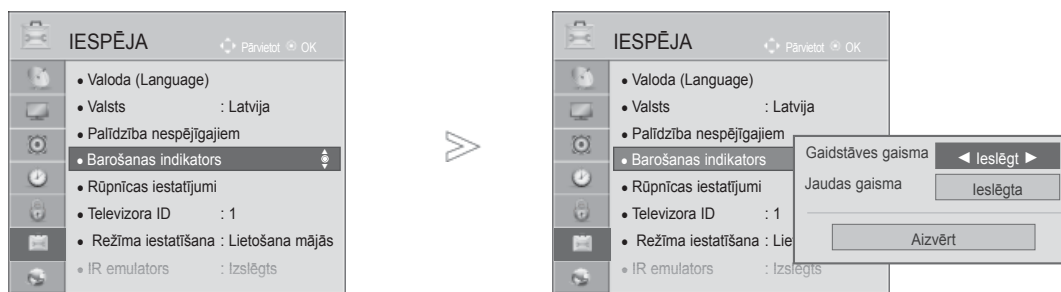 IESPĒJA Pārvietot OK
• Valoda (Language)
• Valsts : Latvija
• Palīdzība nespējīgajiem
• Barošanas indikators
• Rūpnīcas iestatījumi
• Televizora ID : 1
• Režīma iestatīšana : Lietošana mājās
• IR emulators : Izslēgts
IESPĒJA Pārvietot OK
• Valoda (Language)
• Valsts : Latvija
• Palīdzība nespējīgajiem
• Barošanas indikators
• Rūpnīcas iestatījumi
• Televizora ID : 1
• Režīma iestatīšana : Lie
• IR emulators : Izslēgts
Gaidstāves gaisma ◄ Ieslēgt ►
Jaudas gaisma Ieslēgta
Aizvērt